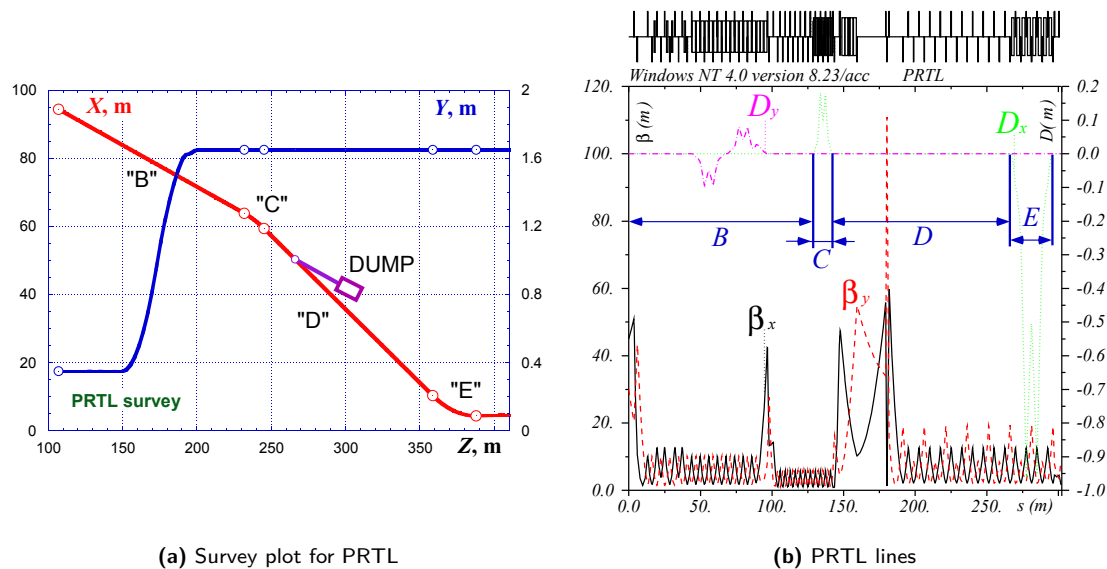 100
80
60
40
20
0
2
1.6
1.2
0.8
0.4
0
X, m
Y, m
"B"
"C"
DUMP
"D"
"E"
PRTL survey
Z, m
100 150 200 250 300 350 400
(a) Survey plot for PRTL
Windows NT 4.0 version 8.23/acc PRTL
120.
100.
80.
60.
40.
20.
0.0
β (m)
0.2
0.1
0.0
-0.1
-0.2
-0.3
-0.4
-0.5
-0.6
-0.7
-0.8
-0.9
-1.0
D (m)
Dy
Dx
B
C
D
E
βx
βy
0.0 50. 100. 150. 200. 250. s (m)
(b) PRTL lines